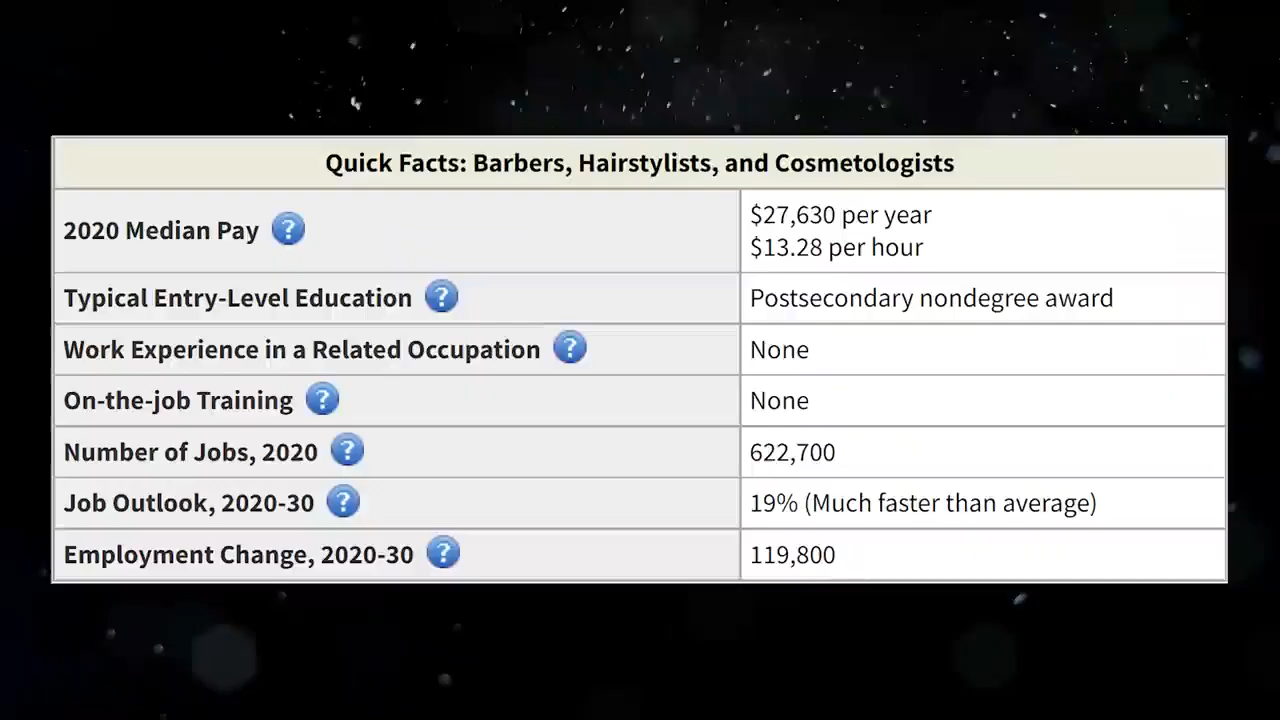 Quick Facts: Barbers, Hairstylists, and Cosmetologists
2020 Median Pay ?
$27,630 per year
$13.28 per hour
Typical Entry-Level Education ?
Postsecondary nondegree award
Work Experience in a Related Occupation ?
None
On-the-job Training ?
None
Number of Jobs, 2020 ?
622,700
Job Outlook, 2020-30 ?
19% (Much faster than average)
Employment Change, 2020-30 ?
119,800